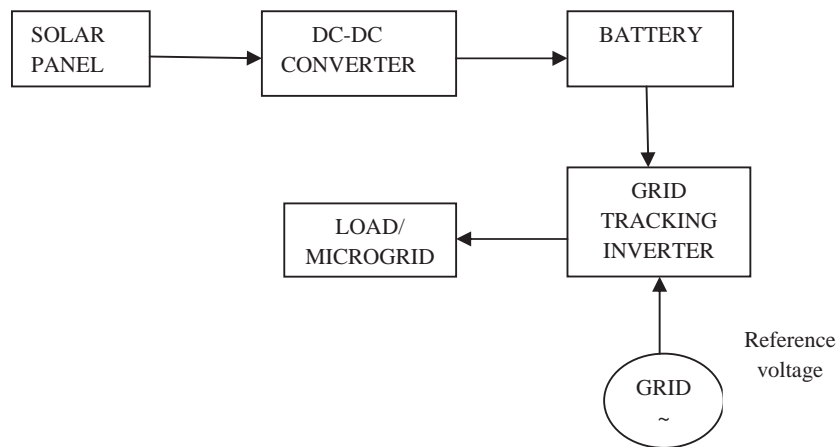 SOLAR
PANEL
DC-DC
CONVERTER
BATTERY
GRID
TRACKING
INVERTER
LOAD/
MICROGRID
Reference
voltage
GRID
~